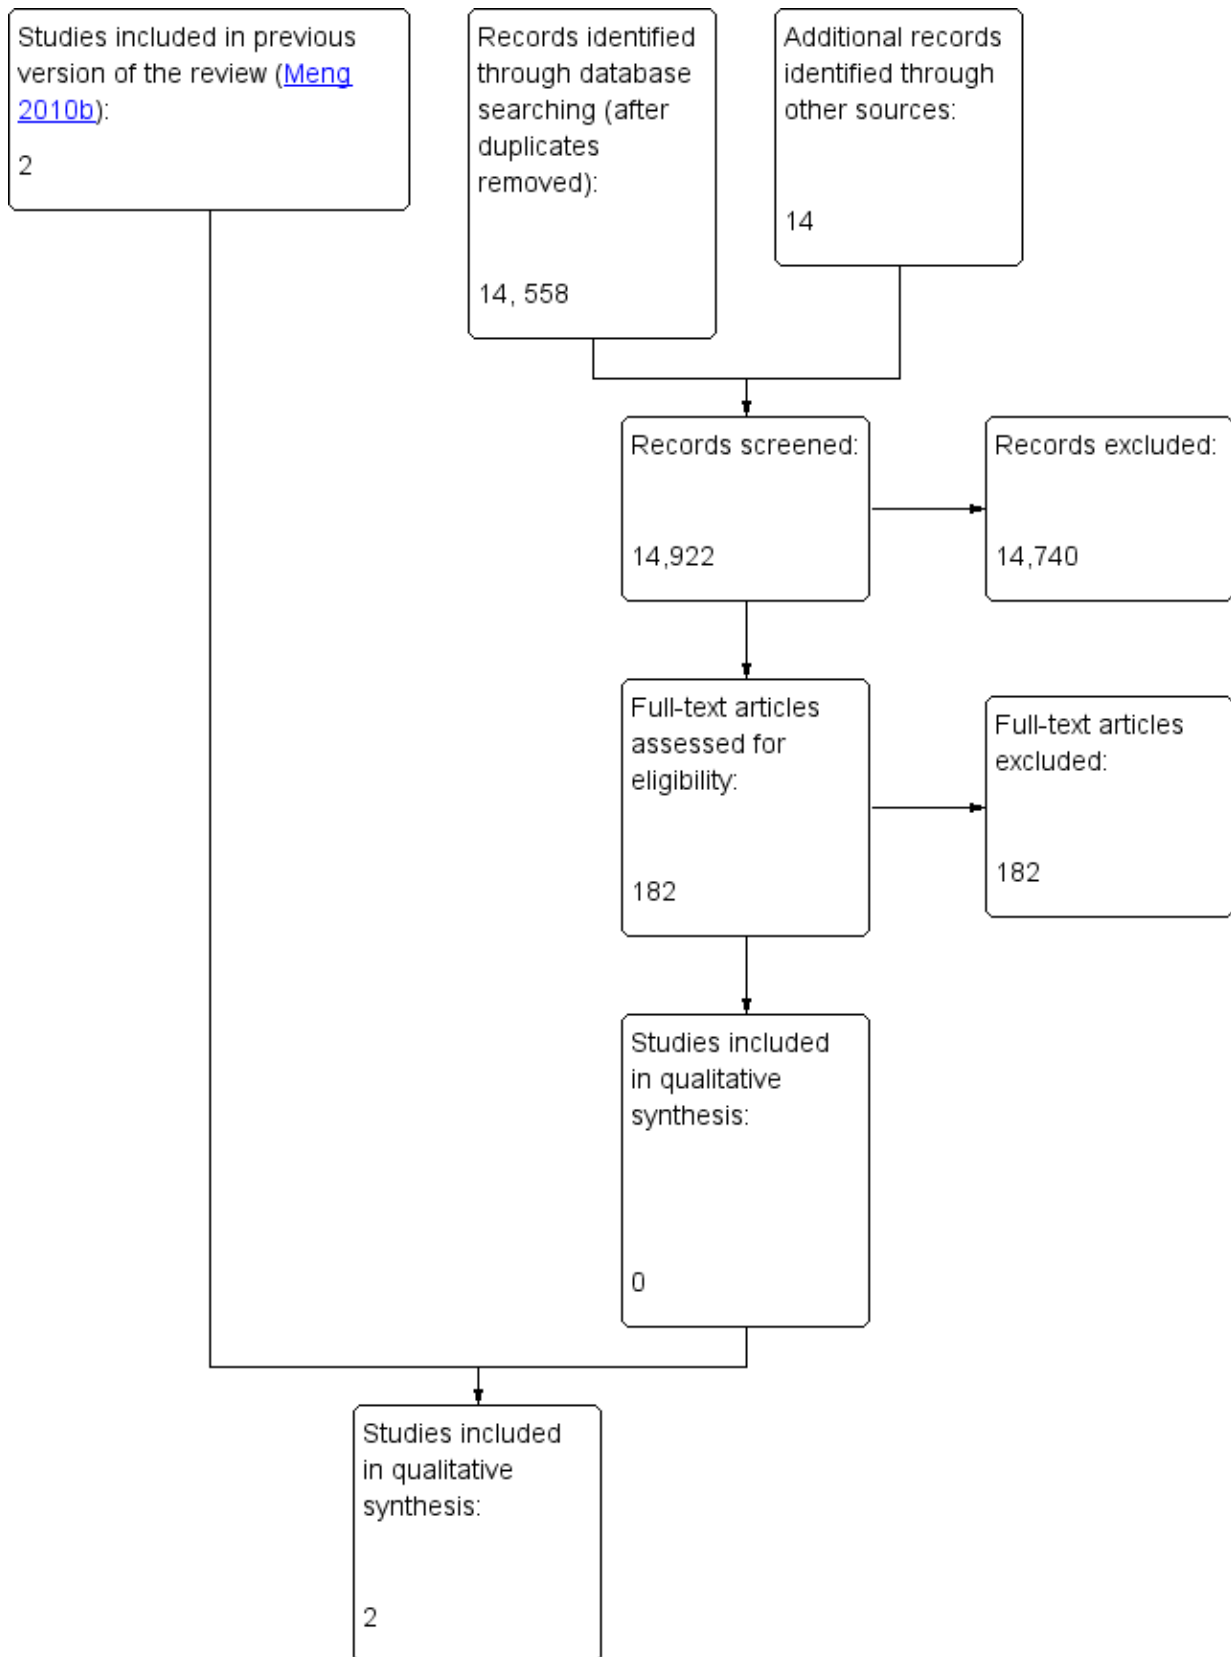 Studies included in previous
version of the review (Meng
2010b):
2
Records identified
through database
searching (after
duplicates
removed):
14, 558
Additional records
identified through
other sources:
14
Records screened:
14,922
Records excluded:
14,740
Full-text articles
assessed for
eligibility:
182
Full-text articles
excluded:
182
Studies included
in qualitative
synthesis:
0
Studies included
in qualitative
synthesis:
2